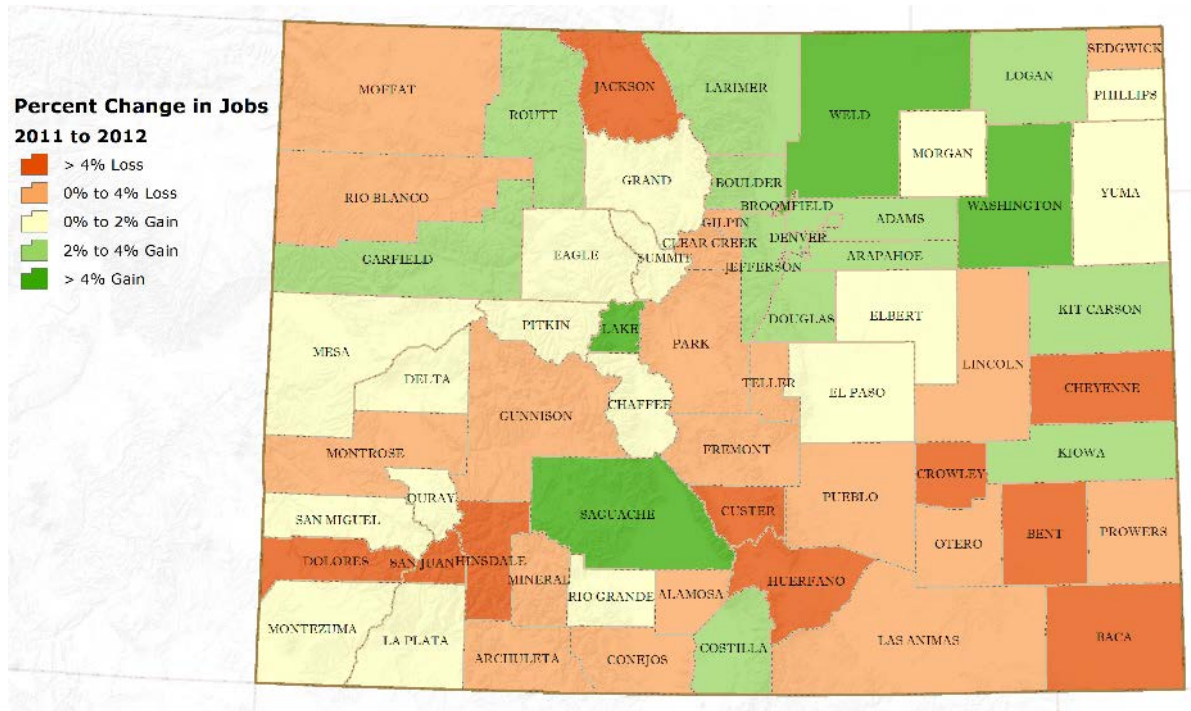 Percent Change in Jobs
2011 to 2012
> 4% Loss
0% to 4% Loss
0% to 2% Gain
2% to 4% Gain
> 4% Gain
MOFFAT
ROUTT
JACKSON
LARIMER
WELD
LOGAN
SEDGWICK
PHILLIPS
MORGAN
YUMA
RIO BLANCO
GRAND
BOULDER
BROOMFIELD
WASHINGTON
GILPIN
ADAMS
DENVER
CLEAR CREEK
GARFIELD
EAGLE
SUMMIT
JEFFERSON
ARAPAHOE
KIT CARSON
PITKIN
LAKE
DOUGLAS
ELBERT
MESA
PARK
LINCOLN
DELTA
TELLER
CHEYENNE
EL PASO
CHAFFEE
GUNNISON
MONTROSE
FREMONT
KIOWA
CROWLEY
OURAY
PUEBLO
SAN MIGUEL
SAGUACHE
CUSTER
PROWERS
BENT
OTERO
DOLORES
SAN JUAN
HINSDALE
MINERAL
HUERFANO
RIO GRANDE
ALAMOSA
MONTEZUMA
LA PLATA
LAS ANIMAS
BACA
COSTILLA
ARCHULETA
CONEJOS